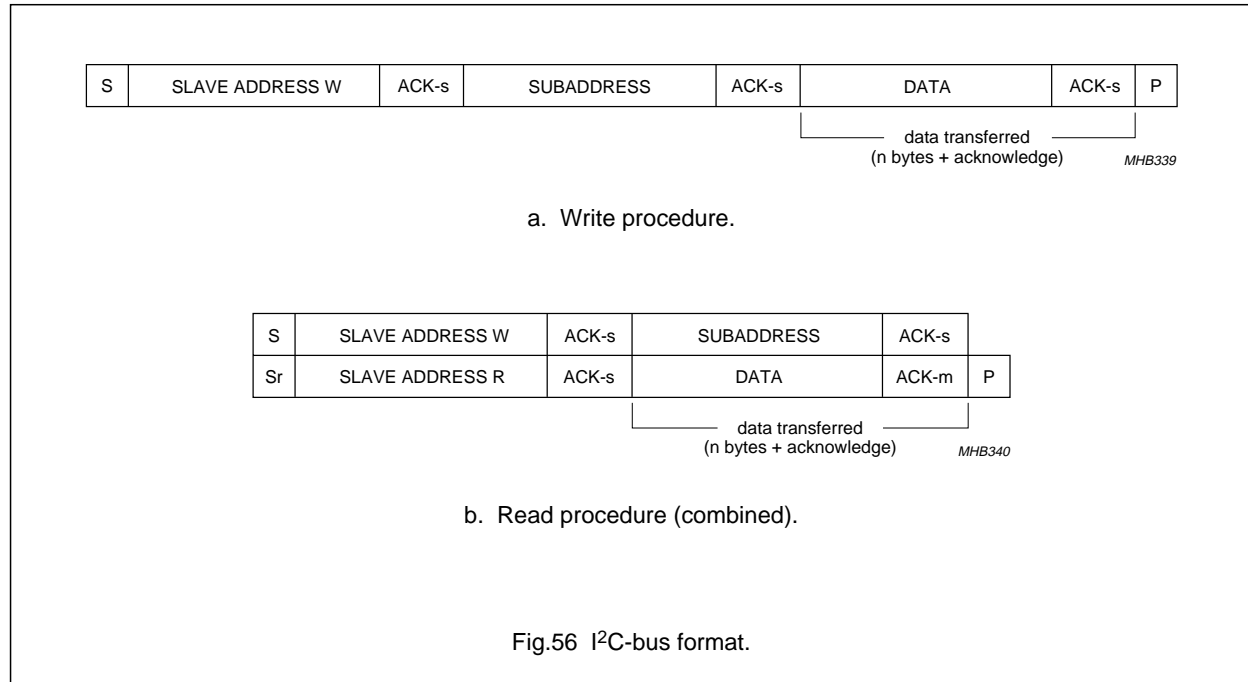 S SLAVE ADDRESS W ACK-s SUBADDRESS ACK-s DATA ACK-s P
data transferred
(n bytes + acknowledge)
MHB339
a. Write procedure.
S SLAVE ADDRESS W ACK-s SUBADDRESS ACK-s
Sr SLAVE ADDRESS R ACK-s DATA ACK-m P
data transferred
(n bytes + acknowledge)
MHB340
b. Read procedure (combined).
Fig.56 I²C-bus format.